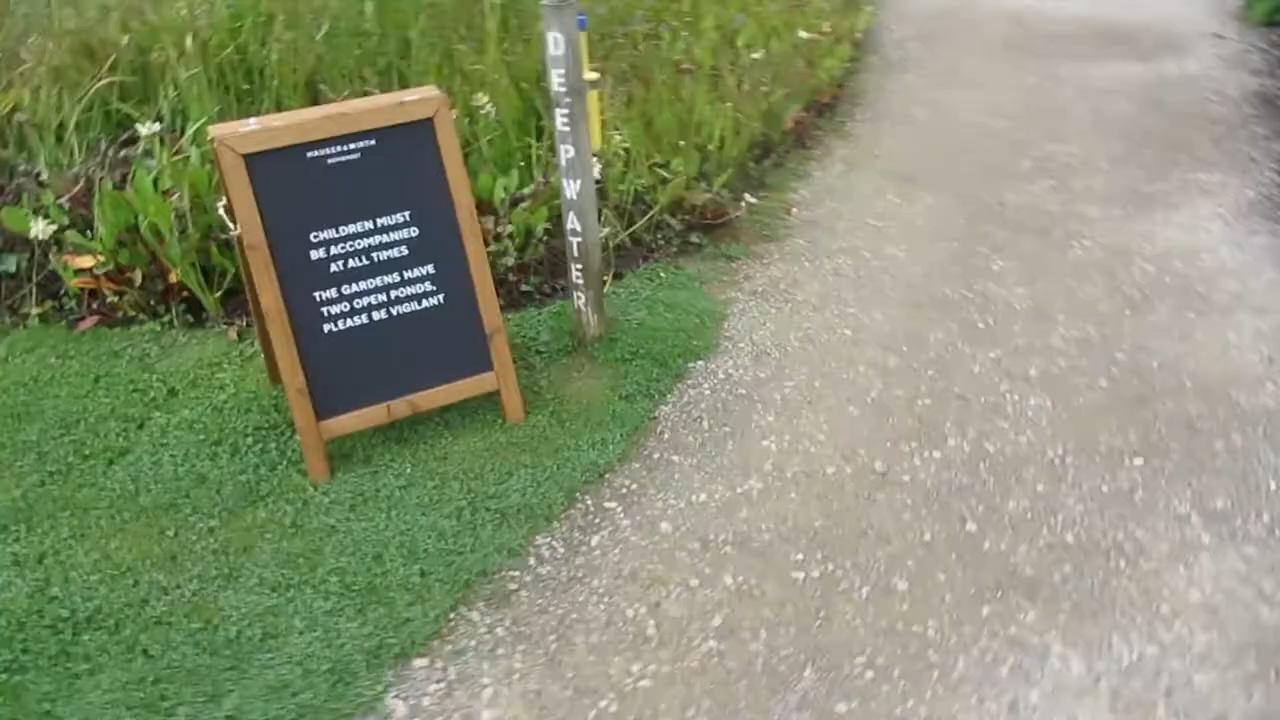 HAUSER & WIRTH
SOMERSET
CHILDREN MUST
BE ACCOMPANIED
AT ALL TIMES
THE GARDENS HAVE
TWO OPEN PONDS,
PLEASE BE VIGILANT
DEEP WATER